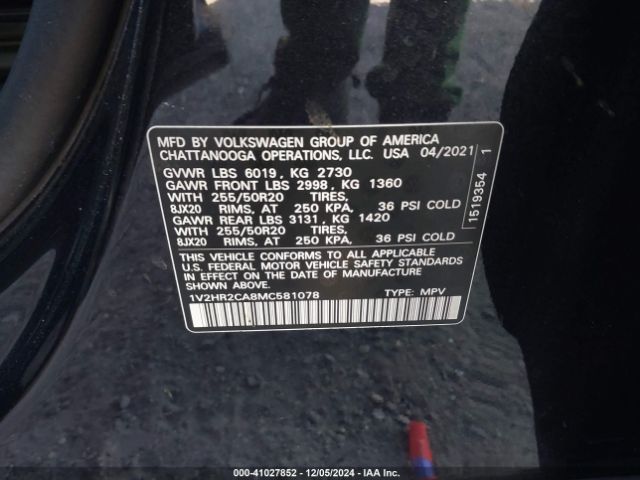 MFD BY VOLKSWAGEN GROUP OF AMERICA
CHATTANOOGA OPERATIONS, LLC. USA 04/2021
GVWR LBS 6019, KG 2730
GAWR FRONT LBS 2998, KG 1360
WITH 255/50R20 TIRES,
8JX20 RIMS, AT 250 KPA, 36 PSI COLD
GAWR REAR LBS 3131, KG 1420
WITH 255/50R20 TIRES,
8JX20 RIMS, AT 250 KPA, 36 PSI COLD
THIS VEHICLE CONFORMS TO ALL APPLICABLE
U.S. FEDERAL MOTOR VEHICLE SAFETY STANDARDS
IN EFFECT ON THE DATE OF MANUFACTURE
SHOWN ABOVE
1V2HR2CA8MC581078 TYPE: MPV
1519354 1
000-41027852 - 12/05/2024 - IAA Inc.